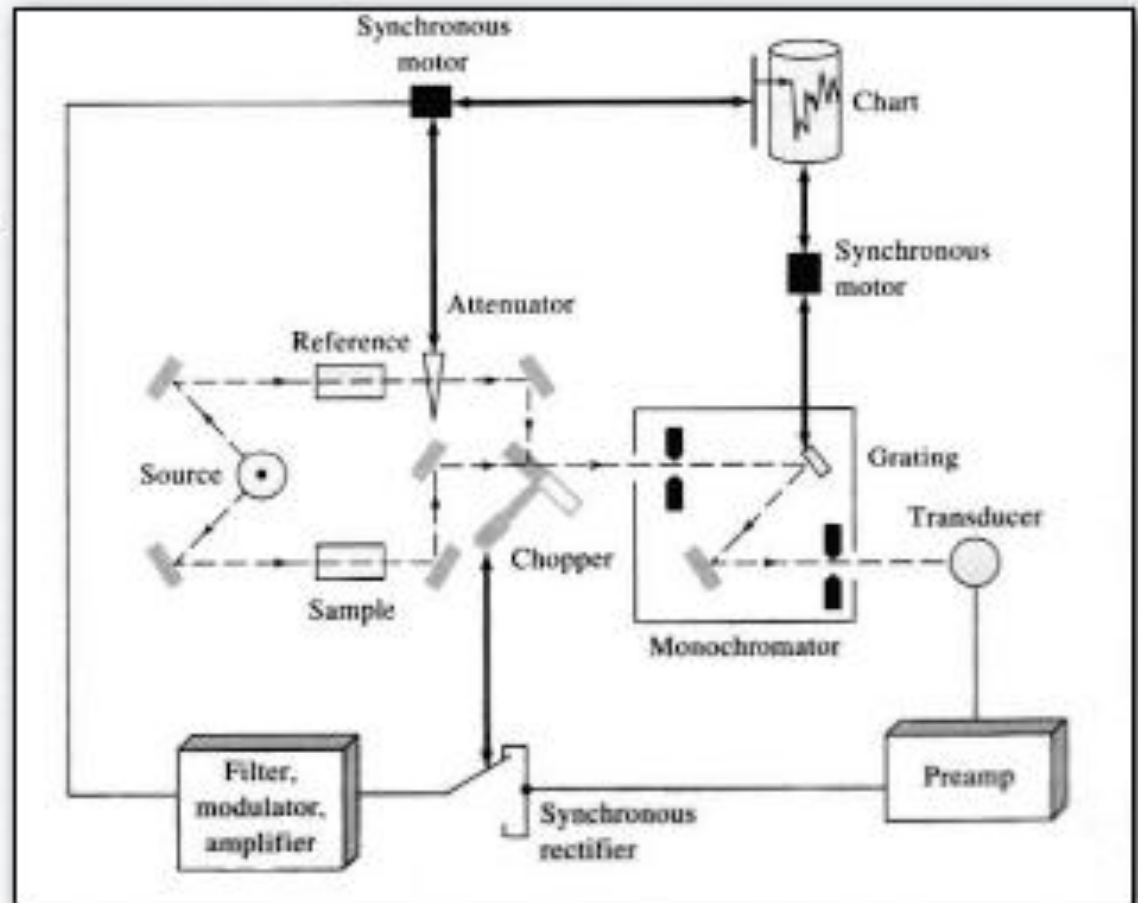 Synchronous
motor
Chart
Synchronous
motor
Attenuator
Reference
Source
Grating
Transducer
Chopper
Sample
Monochromator
Filter,
modulator,
amplifier
Synchronous
rectifier
Preamp